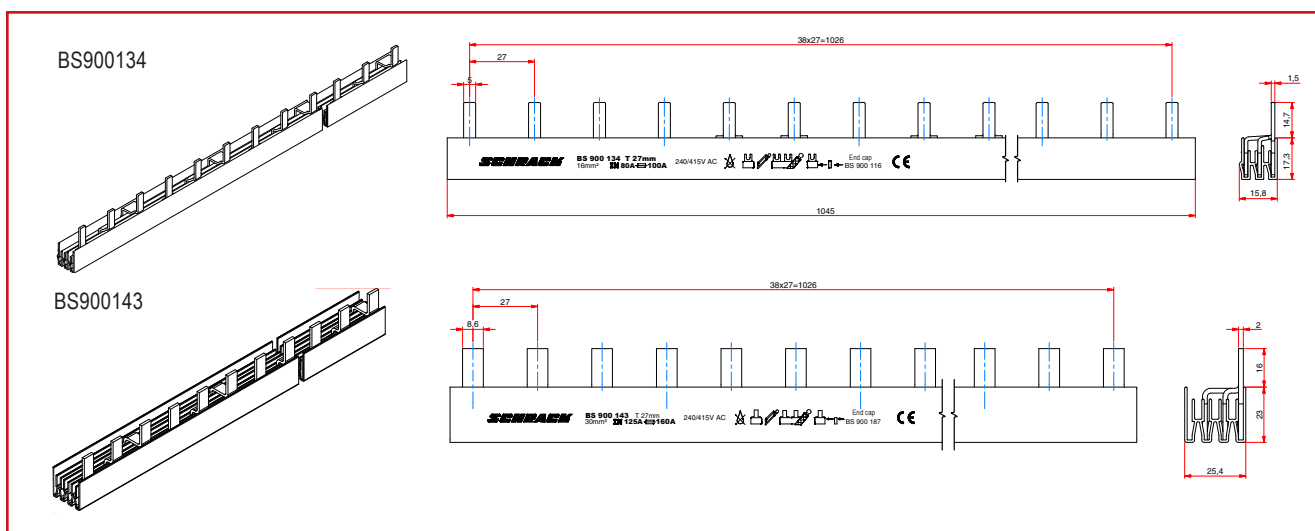 BS900134
38x27=1026
27
5
1,5
14,7
17,3
15,8
SCHRACK
BS 900 134 T 27mm
16mm² IN 80A 100A
240/415V AC
End cap
BS 900 116
CE
1045
BS900143
38x27=1026
27
8,6
2
16
23
25,4
SCHRACK
BS 900 143 T 27mm
30mm² IN 125A 160A
240/415V AC
End cap
BS 900 187
CE